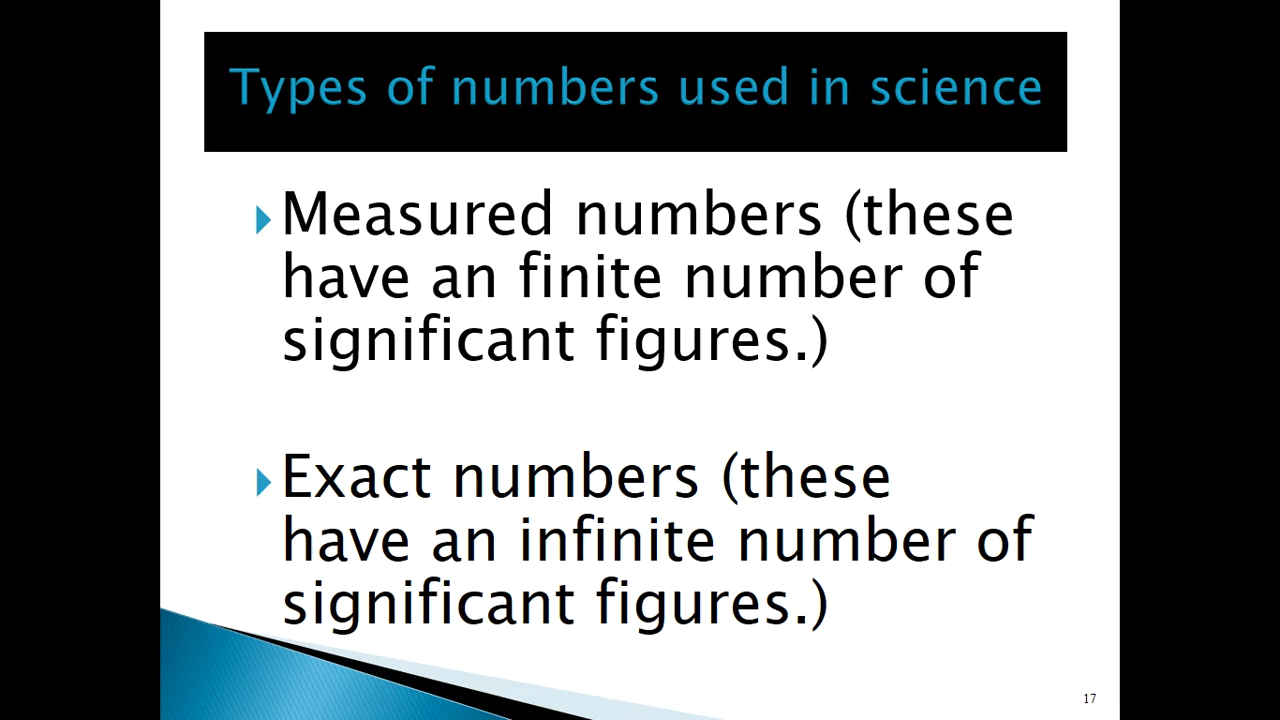 Types of numbers used in science
Measured numbers (these
have an finite number of
significant figures.)
Exact numbers (these
have an infinite number of
significant figures.)
17